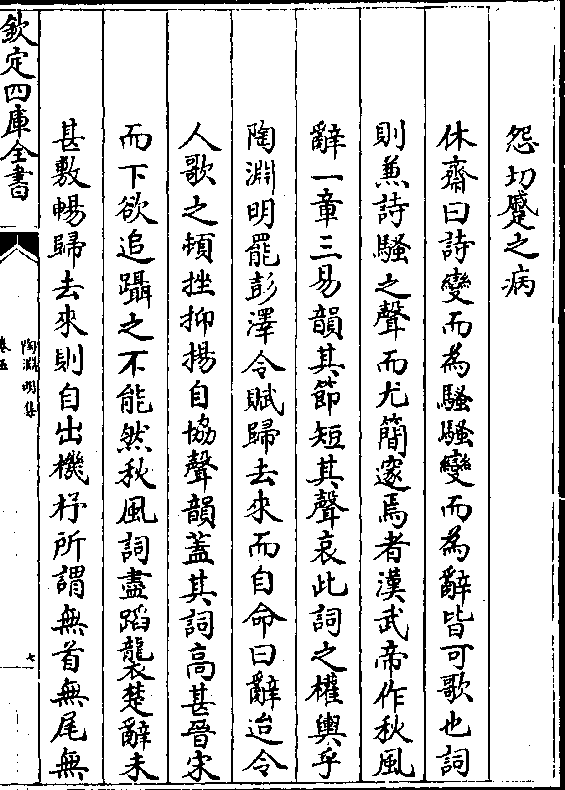 怨切蹙之病
休齋曰詩變而為騷騷變而為辭皆可歌也詞
則兼詩騷之聲而尤簡邃焉者漢武帝作秋風
辭一章三易韻其節短其聲哀此詞之權輿乎
陶淵明罷彭澤令賦歸去來而自命曰辭迨令
人歌之頓挫抑揚自協聲韻蓋其詞高甚晉宋
而下欲追躡之不能然秋風詞盡蹈襲楚辭未
甚敷暢歸去來則自出機杼所謂無首無尾無
欽定四庫全書
陶淵明集
卷五
七